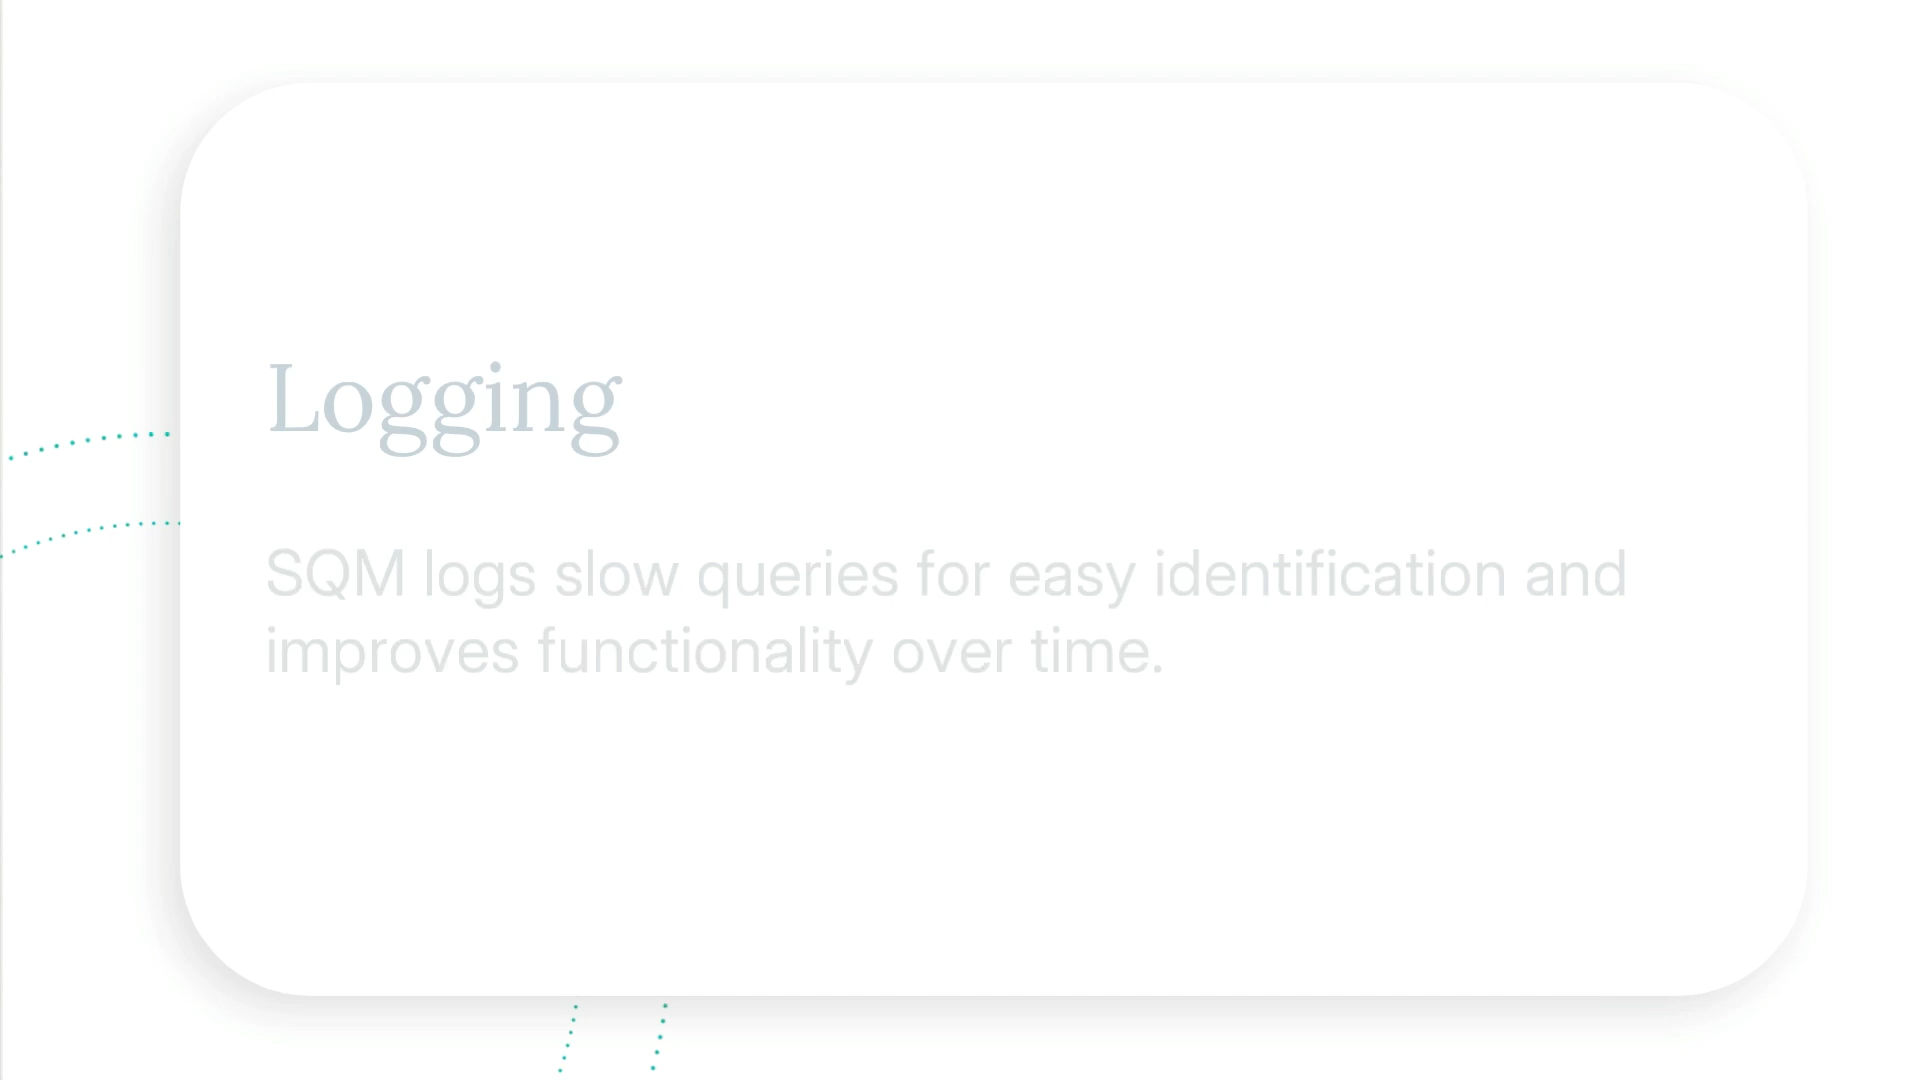 Logging
SQM logs slow queries for easy identification and
improves functionality over time.